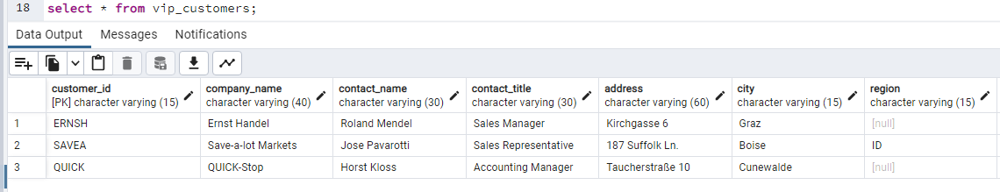 18 select * from vip_customers;
Data Output Messages Notifications
customer_id company_name contact_name contact_title address city region
[PK] character varying (15) character varying (40) character varying (30) character varying (30) character varying (60) character varying (15) character varying (15)
1 ERNSH Ernst Handel Roland Mendel Sales Manager Kirchgasse 6 Graz [null]
2 SAVEA Save-a-lot Markets Jose Pavarotti Sales Representative 187 Suffolk Ln. Boise ID
3 QUICK QUICK-Stop Horst Kloss Accounting Manager Taucherstraße 10 Cunewalde [null]